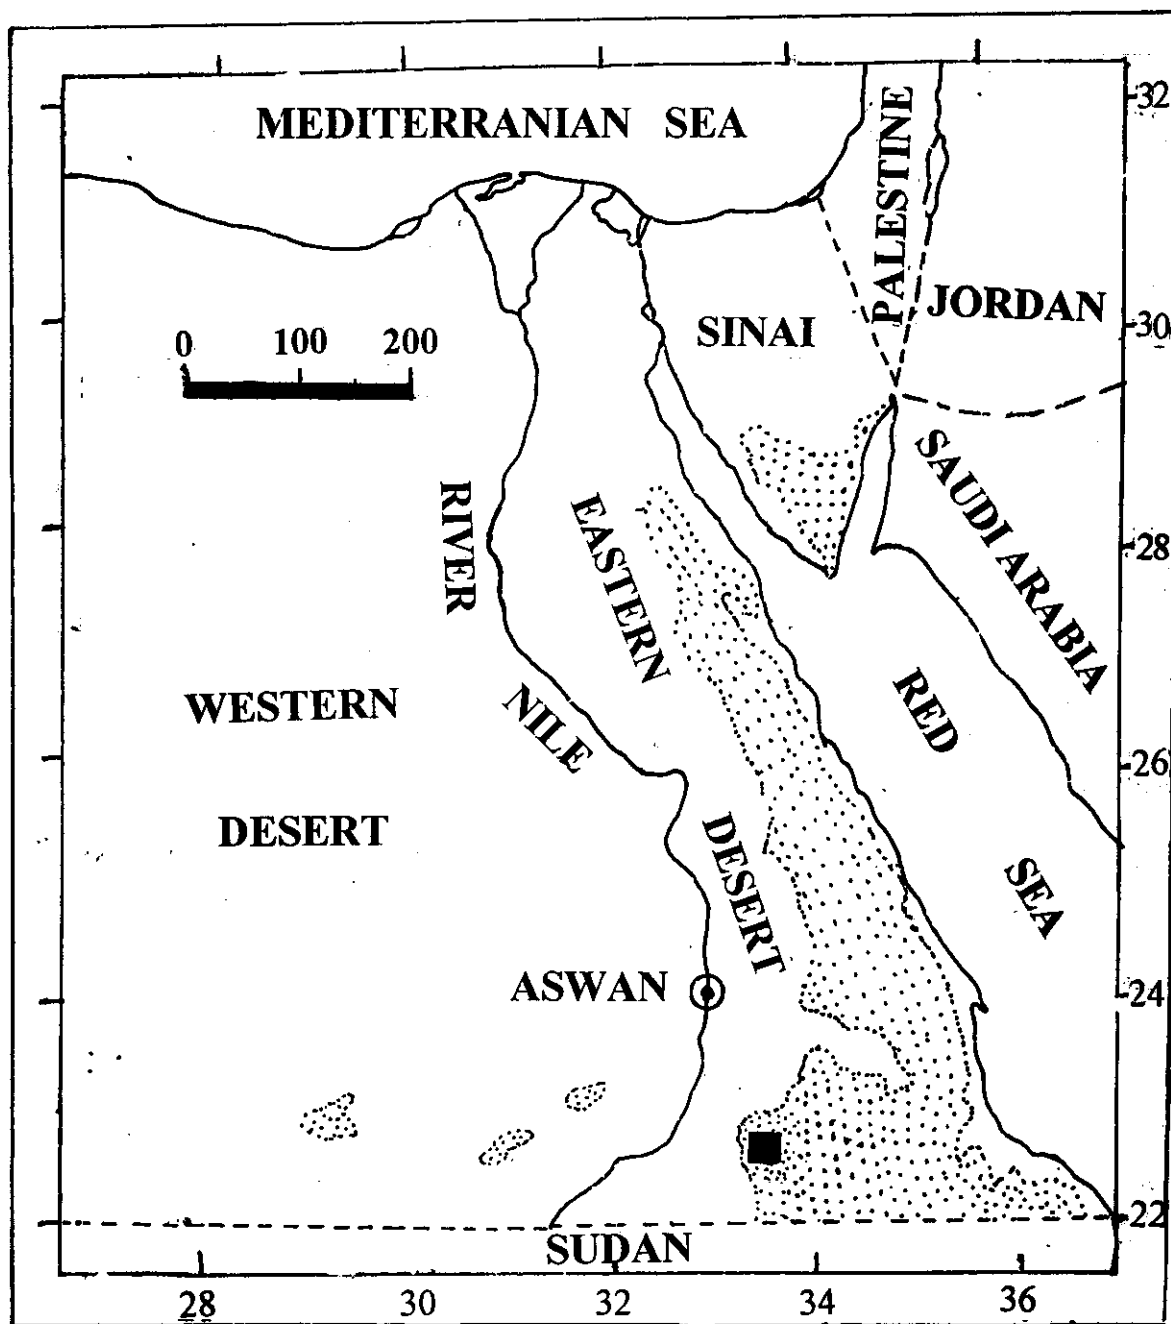 MEDITERRANIAN SEA
32
PALESTINE
JORDAN
SINAI
30
0 100 200
SAUDI ARABIA
RIVER
EASTERN
28
RED
WESTERN
NILE
26
DESERT
DESERT
SEA
ASWAN
24
22
SUDAN
28 30 32 34 36